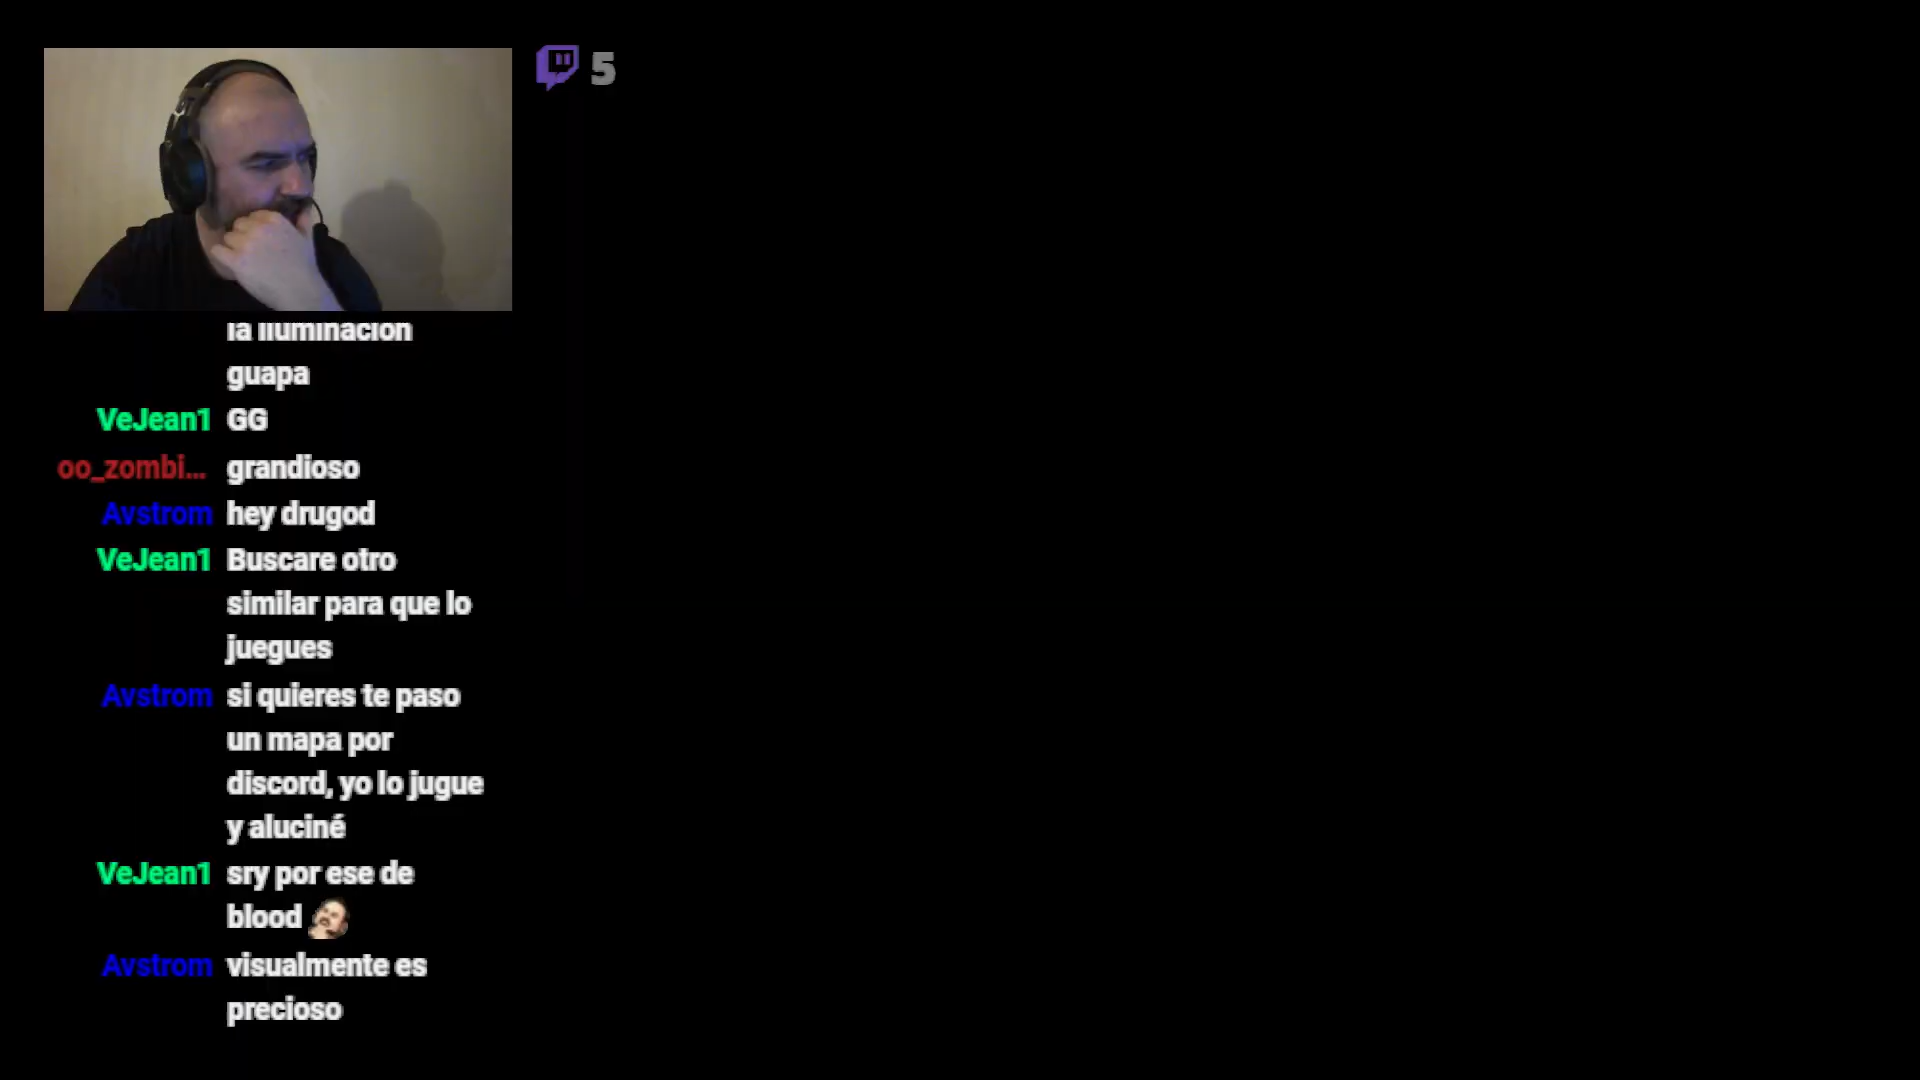 5
la iluminación
guapa
VeJean1 GG
oo_zombi... grandioso
Avstrom hey drugod
VeJean1 Buscare otro
similar para que lo
juegues
Avstrom si quieres te paso
un mapa por
discord, yo lo jugue
y aluciné
VeJean1 sry por ese de
blood
Avstrom visualmente es
precioso